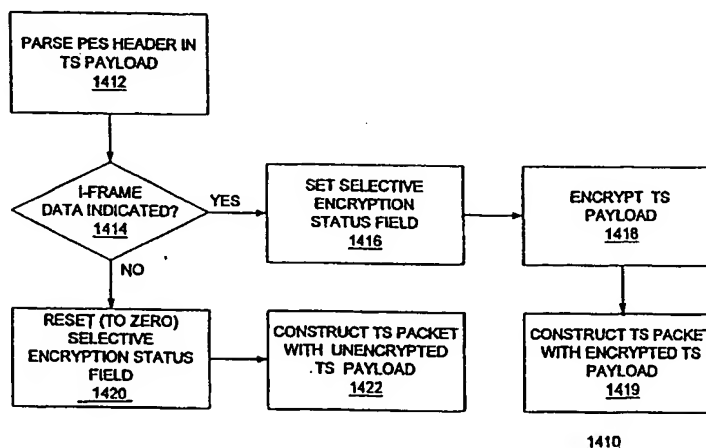 PARSE PES HEADER IN
TS PAYLOAD
1412
I-FRAME
DATA INDICATED?
1414
YES
NO
SET SELECTIVE
ENCRYPTION
STATUS FIELD
1416
ENCRYPT TS
PAYLOAD
1418
RESET (TO ZERO)
SELECTIVE
ENCRYPTION STATUS
FIELD
1420
CONSTRUCT TS PACKET
WITH UNENCRYPTED
TS PAYLOAD
1422
CONSTRUCT TS PACKET
WITH ENCRYPTED TS
PAYLOAD
1419
1410